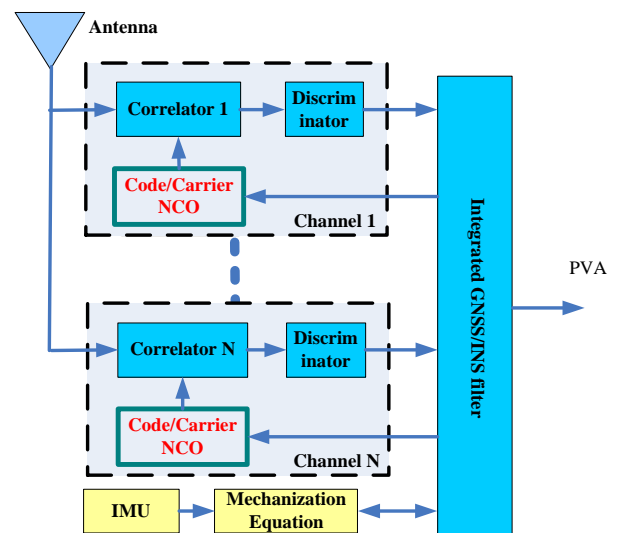 Antenna
Correlator 1
Discrim
inator
Code/Carrier
NCO
Channel 1
Integrated GNSS/INS
filter
PVA
Correlator N
Discrim
inator
Code/Carrier
NCO
Channel N
IMU
Mechanization
Equation